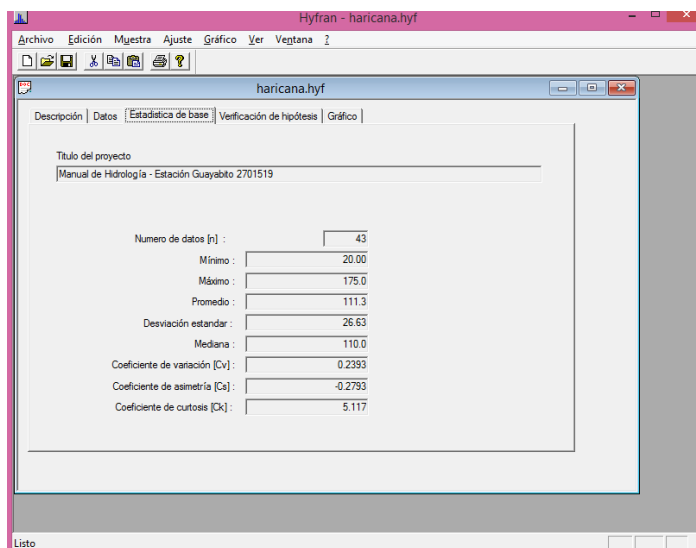 Hyfran - haricana.hyf
Archivo Edición Muestra Ajuste Gráfico Ver Ventana ?
haricana.hyf
Descripción Datos Estadistica de base Verificación de hipótesis Gráfico
Titulo del proyecto
Manual de Hidrología - Estación Guayabito 2701519
Numero de datos [n] : 43
Mínimo : 20.00
Máximo : 175.0
Promedio : 111.3
Desviación estandar : 26.63
Mediana : 110.0
Coeficiente de variación [Cv] : 0.2393
Coeficiente de asimetría [Cs] : -0.2793
Coeficiente de curtosis [Ck] : 5.117
Listo